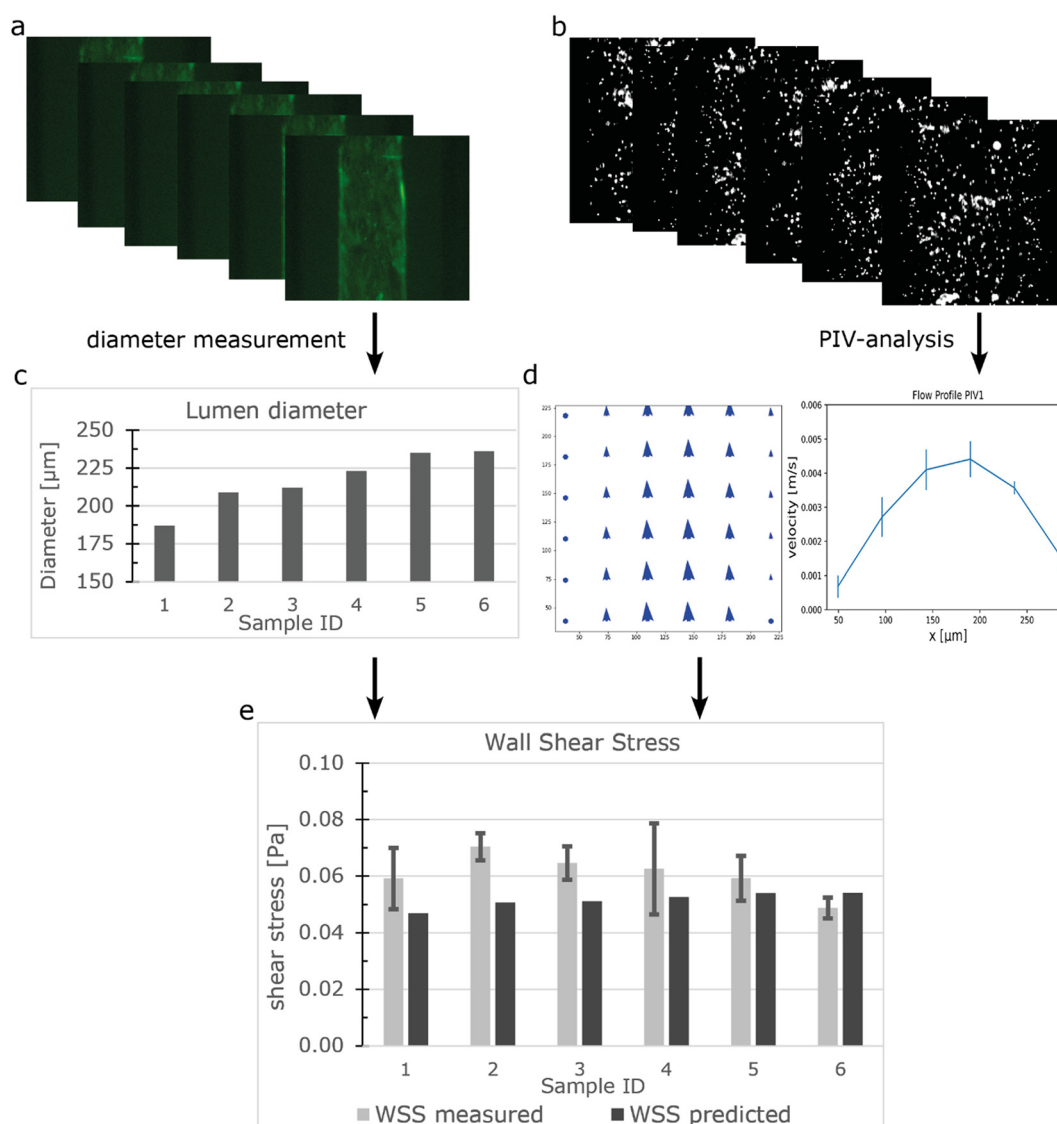 a
b
diameter measurement
PIV-analysis
c
Lumen diameter
Diameter [µm]
250
225
200
175
150
1 2 3 4 5 6
Sample ID
d
225
200
175
150
125
100
75
50
50 75 100 125 150 175 200 225
Flow Profile PIV1
velocity [m/s]
0.006
0.005
0.004
0.003
0.002
0.001
0.000
50 100 150 200 250
x [µm]
e
Wall Shear Stress
shear stress [Pa]
0.10
0.08
0.06
0.04
0.02
0.00
1 2 3 4 5 6
Sample ID
WSS measured WSS predicted